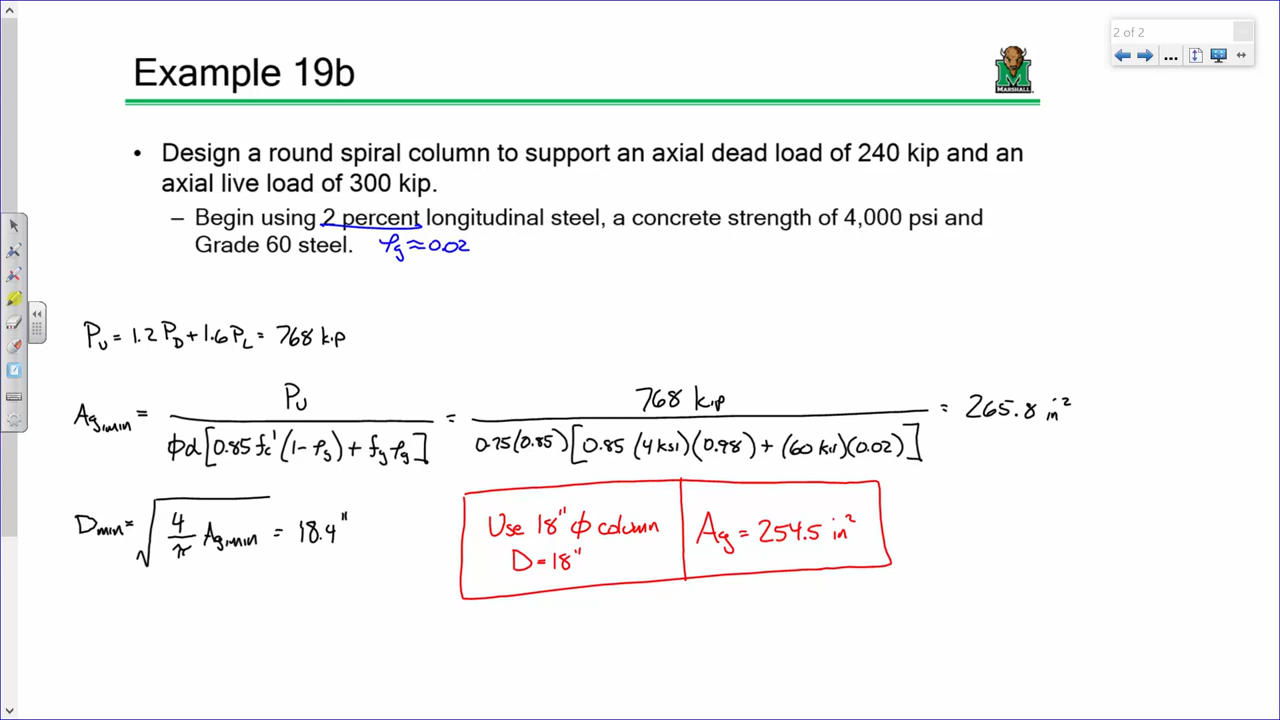 2 of 2
Example 19b
MARSHALL
• Design a round spiral column to support an axial dead load of 240 kip and an
axial live load of 300 kip.
– Begin using 2 percent longitudinal steel, a concrete strength of 4,000 psi and
Grade 60 steel. ρg ≈ 0.02
PU = 1.2 PD + 1.6 PL = 768 kip
Ag,min = PU / φα[0.85 fc'(1-ρg) + fy ρg] = 768 kip / 0.75(0.85)[0.85(4 ksi)(0.98) + (60 ksi)(0.02)] = 265.8 in²
Dmin = √(4/π Ag,min) = 18.4"
Use 18" φ column
D = 18"
Ag = 254.5 in²